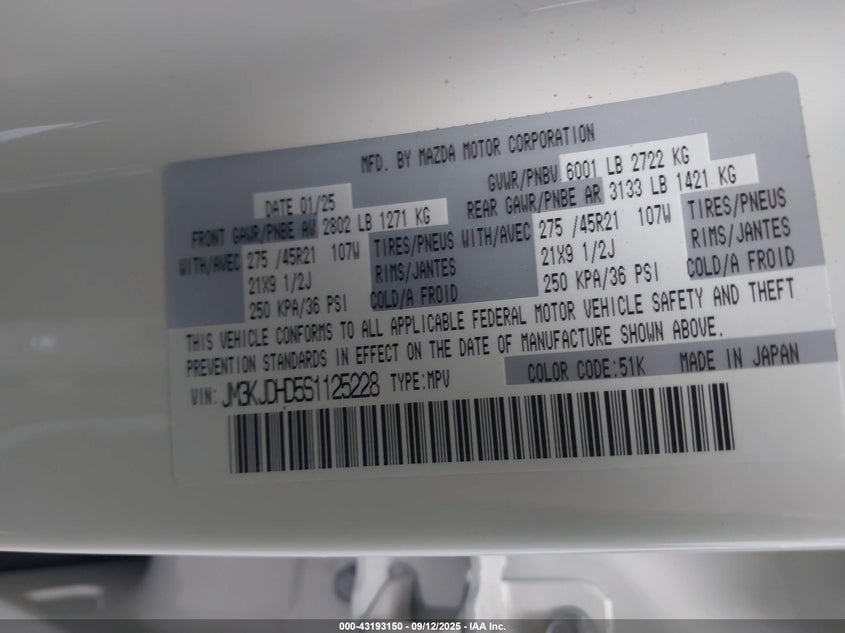 MFD. BY MAZDA MOTOR CORPORATION
DATE 01/25 GVWR/PNBV 6001 LB 2722 KG
FRONT GAWR/PNBE AV 2802 LB 1271 KG REAR GAWR/PNBE AR 3133 LB 1421 KG
WITH/AVEC 275 /45R21 107W TIRES/PNEUS WITH/AVEC 275 /45R21 107W TIRES/PNEUS
21X9 1/2J RIMS/JANTES 21X9 1/2J RIMS/JANTES
250 KPA/36 PSI COLD/A FROID 250 KPA/36 PSI COLD/A FROID
THIS VEHICLE CONFORMS TO ALL APPLICABLE FEDERAL MOTOR VEHICLE SAFETY AND THEFT
PREVENTION STANDARDS IN EFFECT ON THE DATE OF MANUFACTURE SHOWN ABOVE.
VIN: JM3KJDHD5S1125228 TYPE:MPV COLOR CODE:51K MADE IN JAPAN
000-43193150 - 09/12/2025 - IAA Inc.